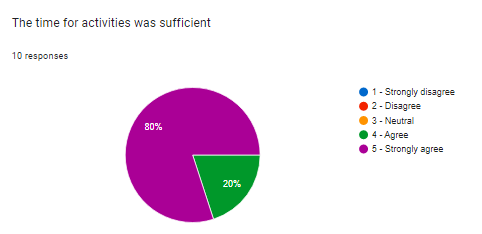 The time for activities was sufficient
10 responses
80%
20%
1 - Strongly disagree
2 - Disagree
3 - Neutral
4 - Agree
5 - Strongly agree